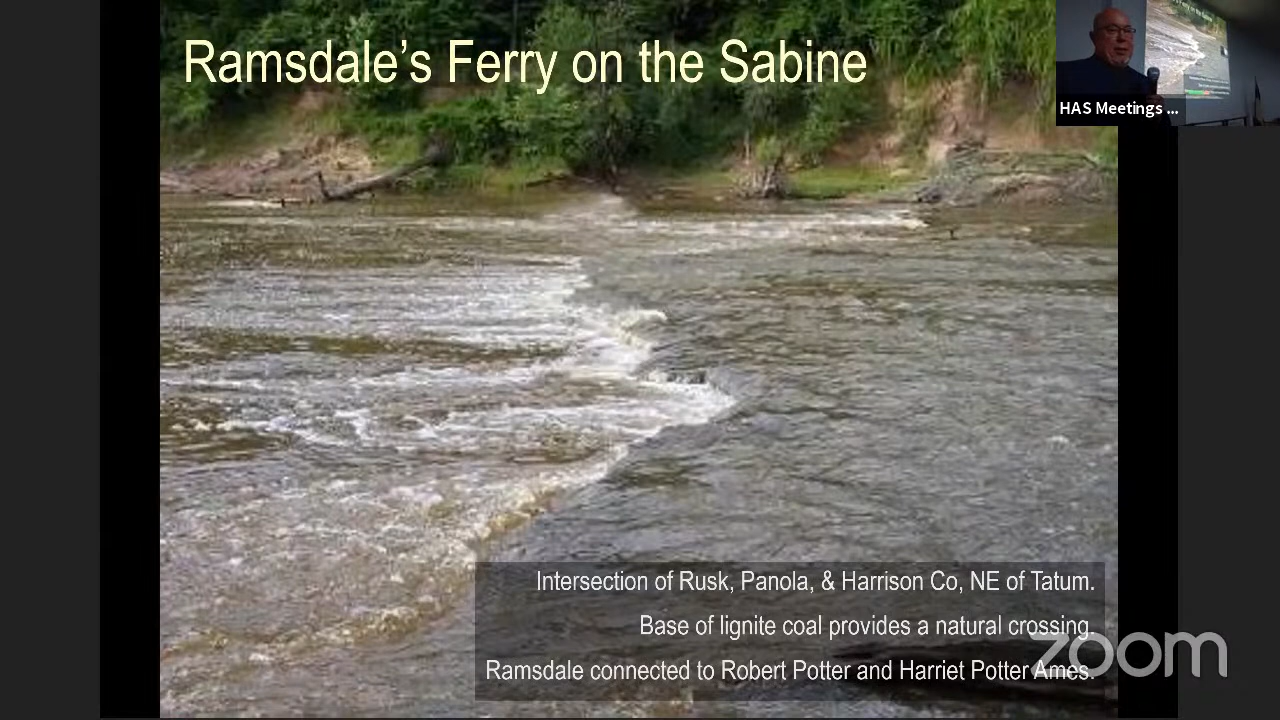 Ramsdale's Ferry on the Sabine
HAS Meetings ...
Intersection of Rusk, Panola, & Harrison Co, NE of Tatum.
Base of lignite coal provides a natural crossing.
Ramsdale connected to Robert Potter and Harriet Potter Ames.
zoom